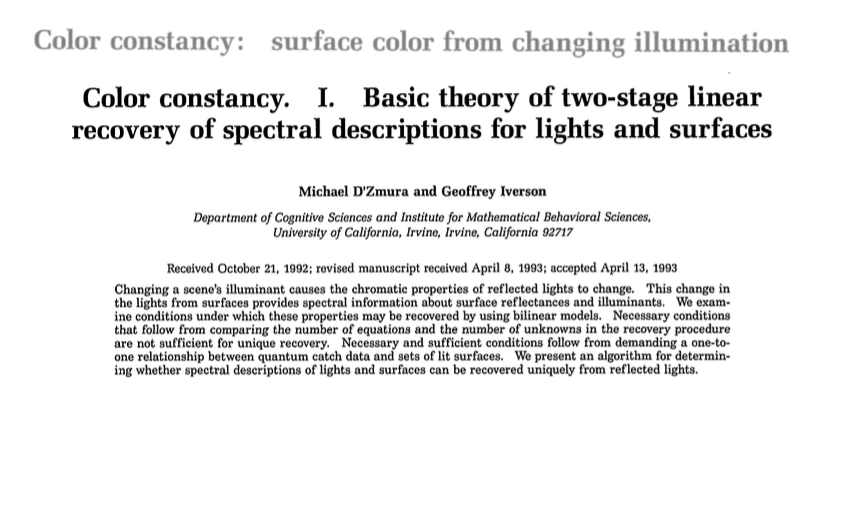 Color constancy: surface color from changing illumination
Color constancy. I. Basic theory of two-stage linear
recovery of spectral descriptions for lights and surfaces
Michael D'Zmura and Geoffrey Iverson
Department of Cognitive Sciences and Institute for Mathematical Behavioral Sciences,
University of California, Irvine, Irvine, California 92717
Received October 21, 1992; revised manuscript received April 8, 1993; accepted April 13, 1993
Changing a scene's illuminant causes the chromatic properties of reflected lights to change. This change in
the lights from surfaces provides spectral information about surface reflectances and illuminants. We exam-
ine conditions under which these properties may be recovered by using bilinear models. Necessary conditions
that follow from comparing the number of equations and the number of unknowns in the recovery procedure
are not sufficient for unique recovery. Necessary and sufficient conditions follow from demanding a one-to-
one relationship between quantum catch data and sets of lit surfaces. We present an algorithm for determin-
ing whether spectral descriptions of lights and surfaces can be recovered uniquely from reflected lights.